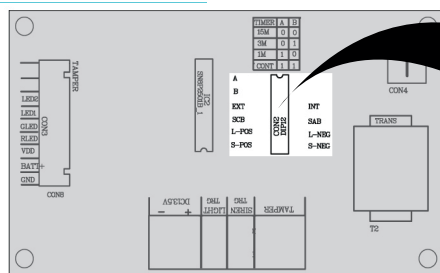 TIMER A B
15M 0 0
3M 0 1
1M 1 0
CONT 1 1
TAMPER
LED2
LED1
GLED
RLED
VDD
BATT+
GND
CON3
CON8
IC2
A
B
EXT
SCB
L-POS
S-POS
CON2
DIP12
INT
SAB
L-NEG
S-NEG
CON4
TRANS
T2
DC13.5V
- +
LIGHT TRG
SIREN TRG
TAMPER